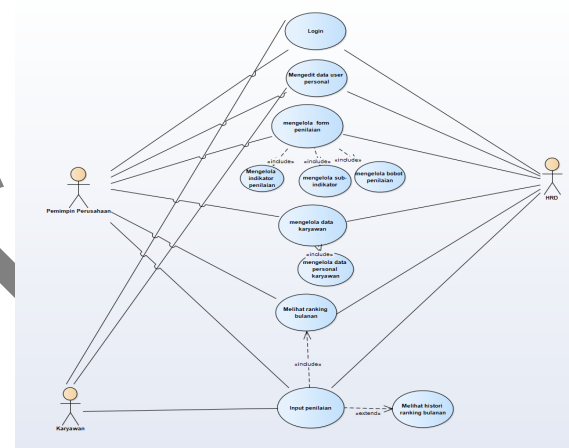 Login
Mengedit data user
personal
mengelola form
penilaian
«include»
«include»
«include»
Mengelola
indikator
penilaian
mengelola sub-
indikator
mengelola bobot
penilaian
Pemimpin Perusahaan
HRD
mengelola data
karyawan
«include»
mengelola data
personal
karyawan
Melihat ranking
bulanan
«include»
Input penilaian
«extend»
Melihat histori
ranking bulanan
Karyawan